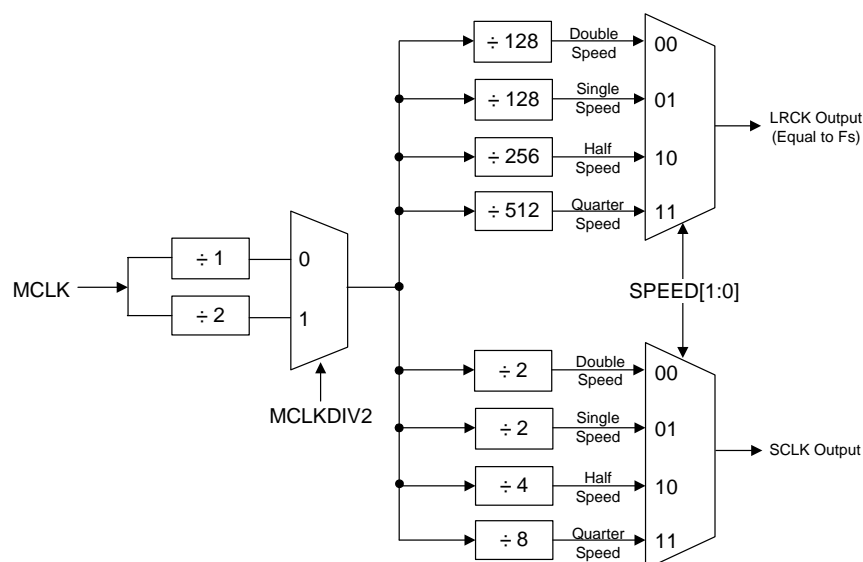 ÷ 128
Double
Speed
00
÷ 128
Single
Speed
01
÷ 256
Half
Speed
10
÷ 512
Quarter
Speed
11
LRCK Output
(Equal to Fs)
MCLK
÷ 1
0
÷ 2
1
MCLKDIV2
SPEED[1:0]
÷ 2
Double
Speed
00
÷ 2
Single
Speed
01
÷ 4
Half
Speed
10
÷ 8
Quarter
Speed
11
SCLK Output